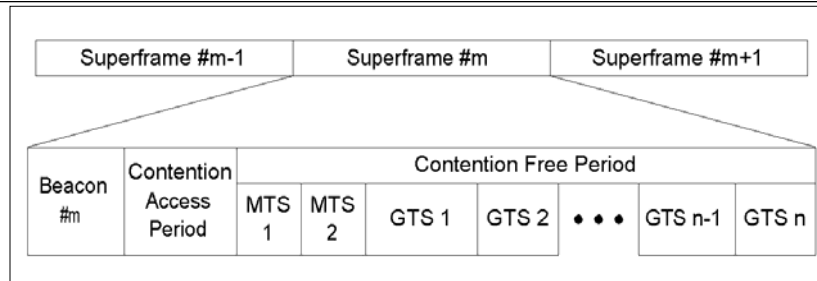 Superframe #m-1 Superframe #m Superframe #m+1
Contention Free Period
Beacon
#m
Contention
Access
Period
MTS
1
MTS
2
GTS 1
GTS 2
• • •
GTS n-1
GTS n